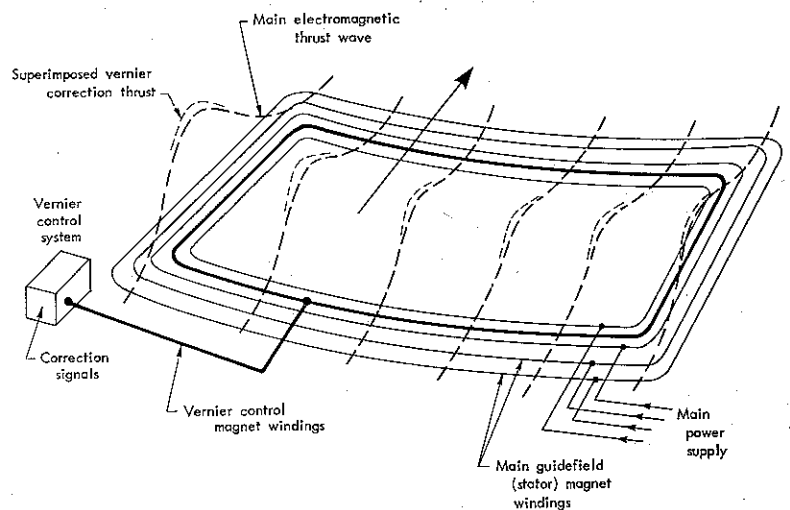 Main electromagnetic
thrust wave
Superimposed vernier
correction thrust
Vernier
control
system
Correction
signals
Vernier control
magnet windings
Main
power
supply
Main guidefield
(stator) magnet
windings